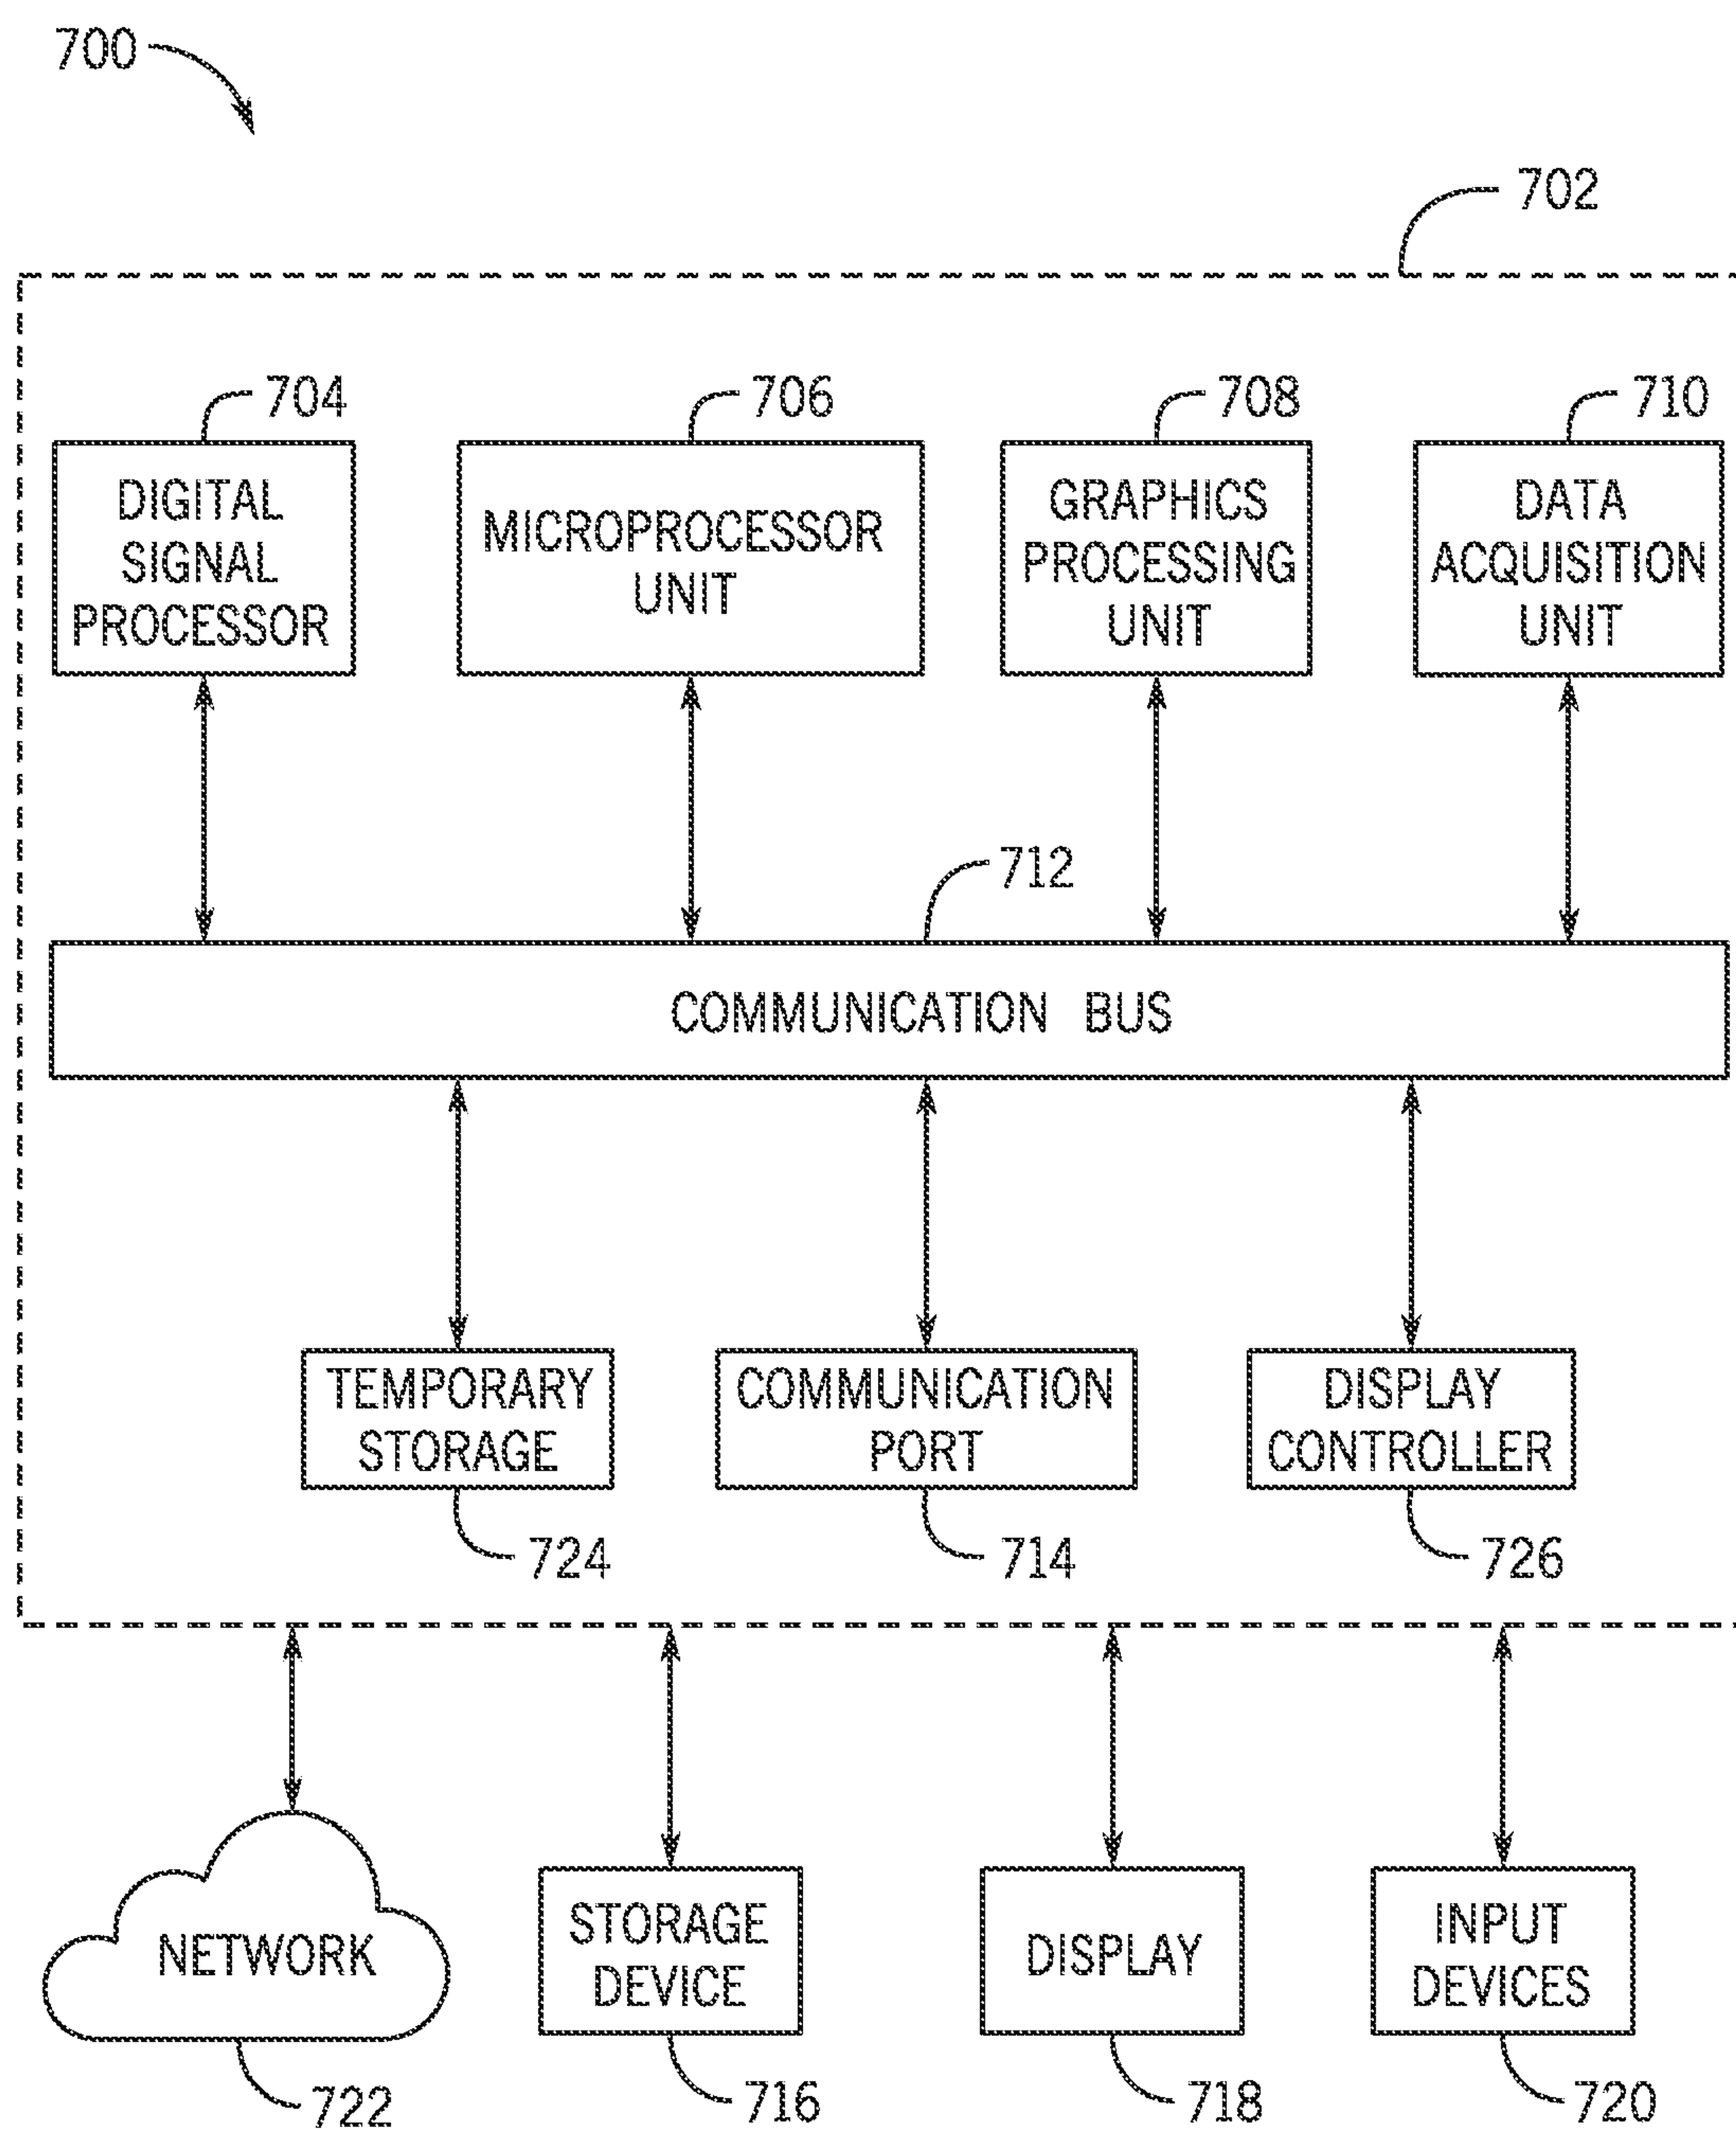 700
702
704
706
708
710
DIGITAL
SIGNAL
PROCESSOR
MICROPROCESSOR
UNIT
GRAPHICS
PROCESSING
UNIT
DATA
ACQUISITION
UNIT
712
COMMUNICATION BUS
TEMPORARY
STORAGE
COMMUNICATION
PORT
DISPLAY
CONTROLLER
724
714
726
NETWORK
STORAGE
DEVICE
DISPLAY
INPUT
DEVICES
722
716
718
720